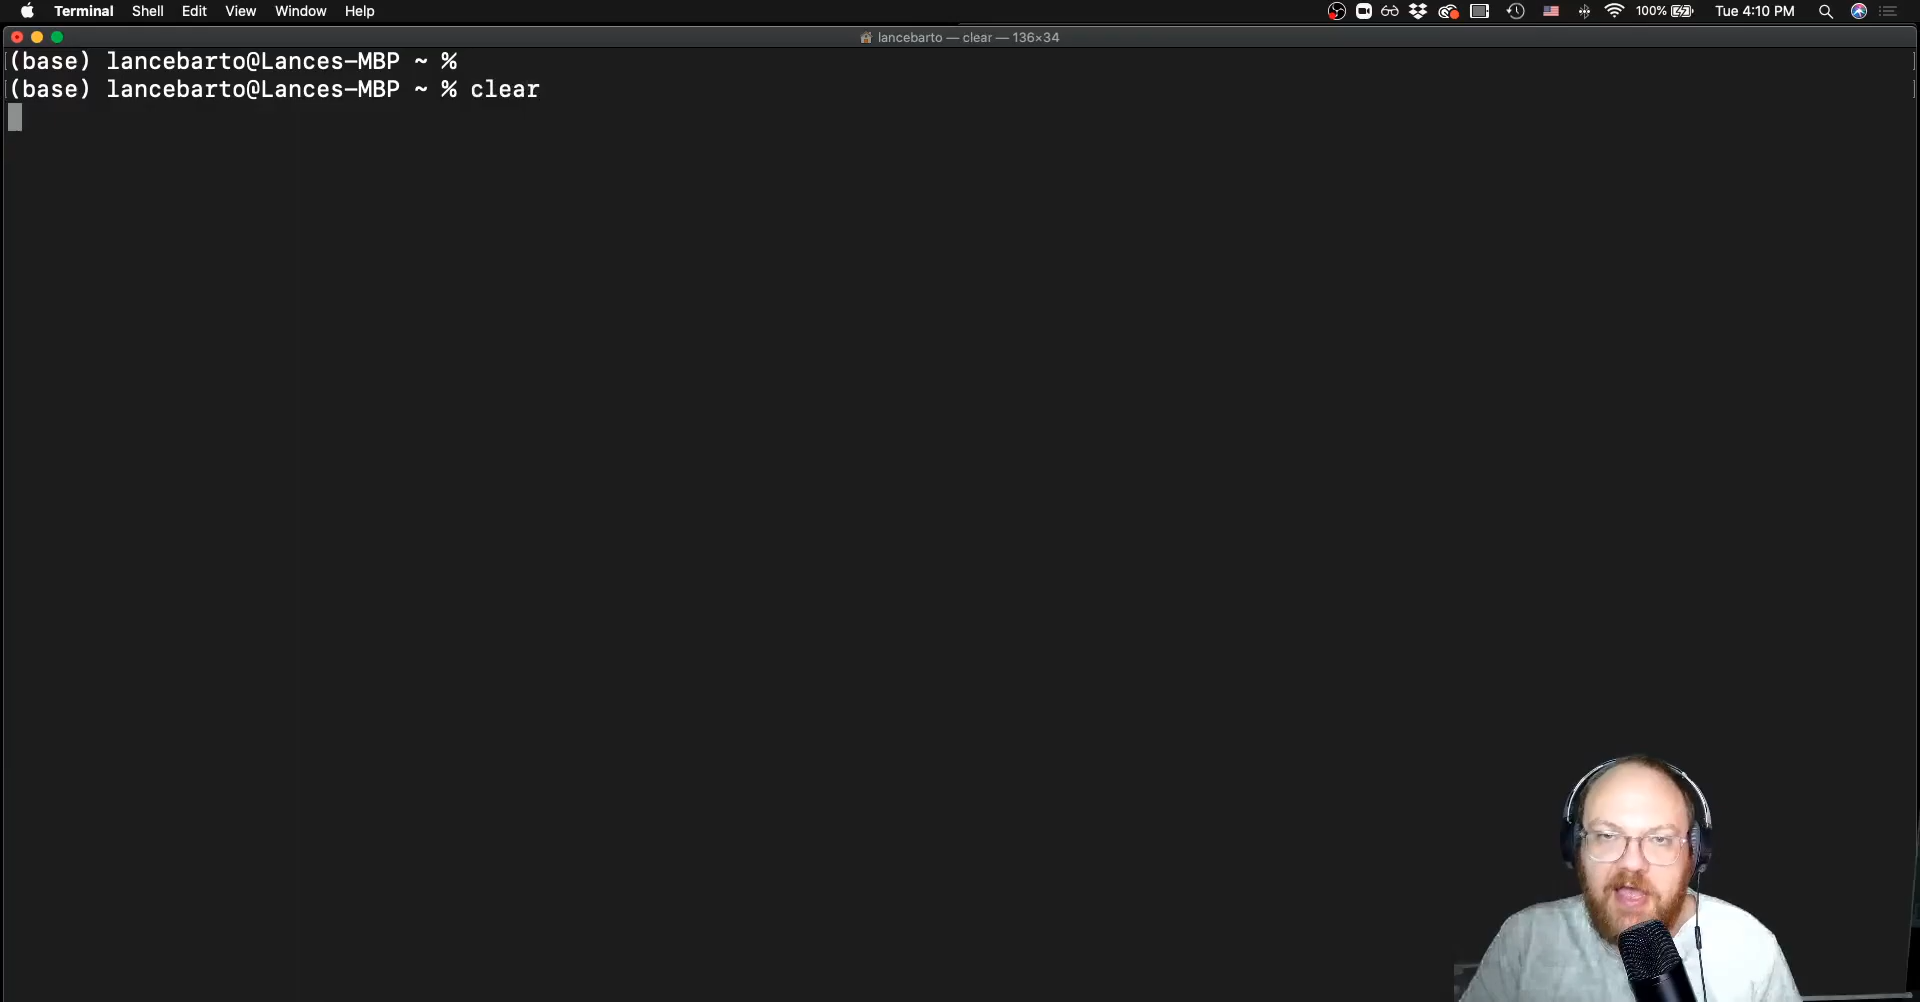 Terminal Shell Edit View Window Help 100% Tue 4:10 PM
lancebarto — clear — 136×34
(base) lancebarto@Lances-MBP ~ %
(base) lancebarto@Lances-MBP ~ % clear